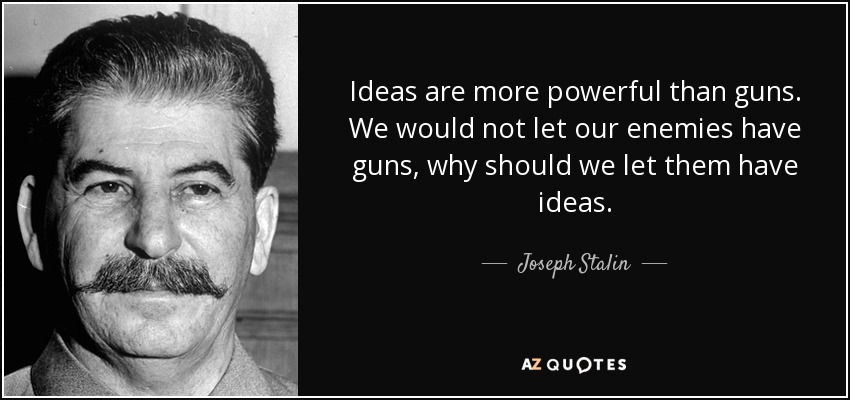 Ideas are more powerful than guns.
We would not let our enemies have
guns, why should we let them have
ideas.
Joseph Stalin
AZ QUOTES